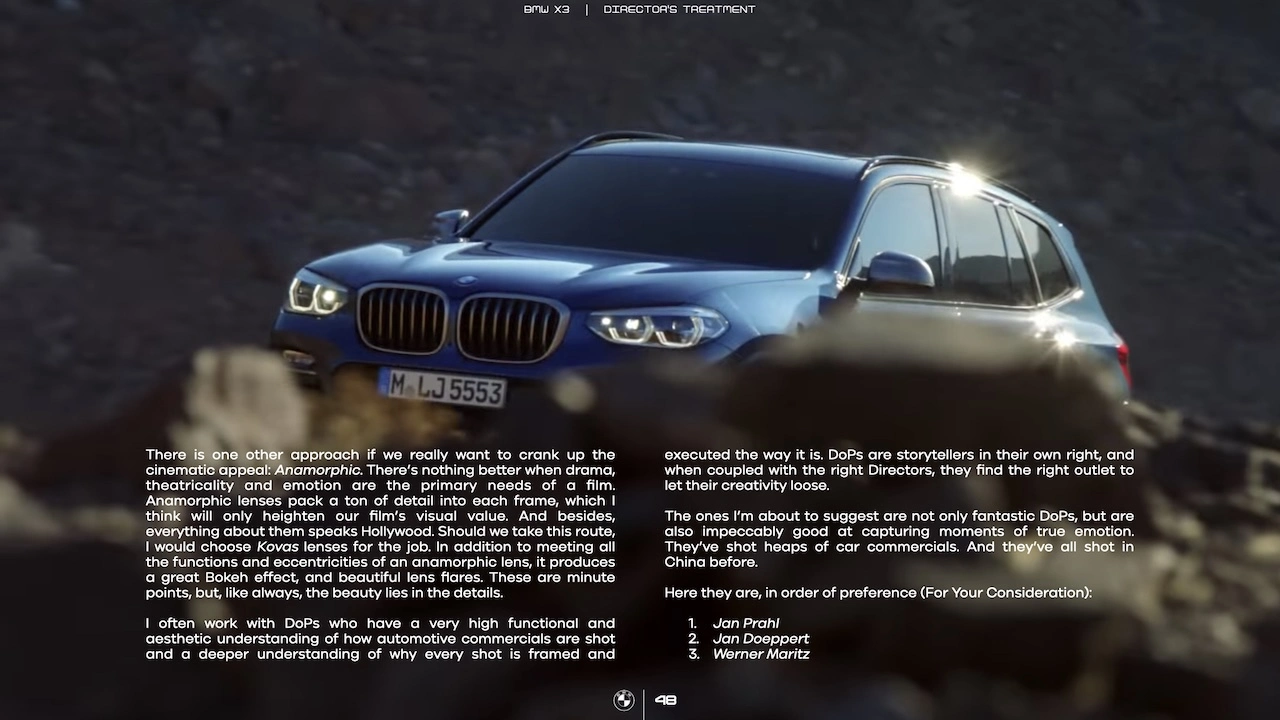 BMW X3 | DIRECTOR'S TREATMENT
M LJ 5553
There is one other approach if we really want to crank up the
cinematic appeal: Anamorphic. There's nothing better when drama,
theatricality and emotion are the primary needs of a film.
Anamorphic lenses pack a ton of detail into each frame, which I
think will only heighten our film's visual value. And besides,
everything about them speaks Hollywood. Should we take this route,
I would choose Kovas lenses for the job. In addition to meeting all
the functions and eccentricities of an anamorphic lens, it produces
a great Bokeh effect, and beautiful lens flares. These are minute
points, but, like always, the beauty lies in the details.
I often work with DoPs who have a very high functional and
aesthetic understanding of how automotive commercials are shot
and a deeper understanding of why every shot is framed and
executed the way it is. DoPs are storytellers in their own right, and
when coupled with the right Directors, they find the right outlet to
let their creativity loose.
The ones I'm about to suggest are not only fantastic DoPs, but are
also impeccably good at capturing moments of true emotion.
They've shot heaps of car commercials. And they've all shot in
China before.
Here they are, in order of preference (For Your Consideration):
1. Jan Prahl
2. Jan Doeppert
3. Werner Maritz
48